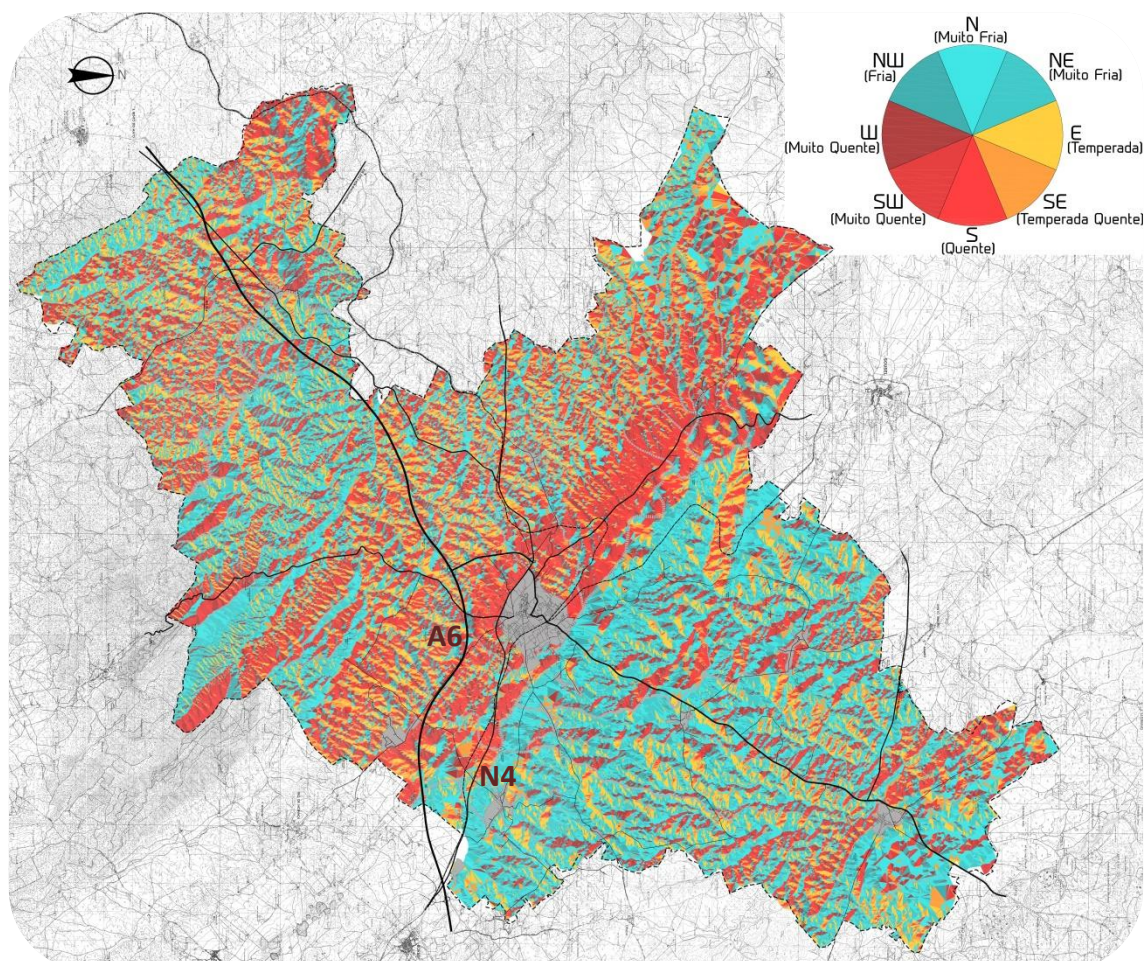 N
N
(Muito Fria)
NE
(Muito Fria)
E
(Temperada)
SE
(Temperada Quente)
S
(Quente)
SW
(Muito Quente)
W
(Muito Quente)
NW
(Fria)
A6
N4